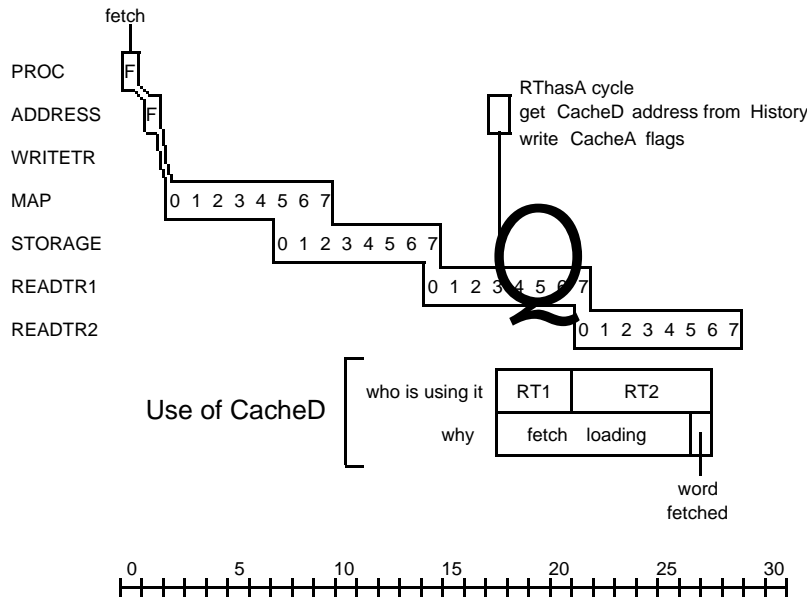 fetch
PROC F
RThasA cycle
ADDRESS F get CacheD address from History
WRITETR write CacheA flags
MAP 0 1 2 3 4 5 6 7
STORAGE 0 1 2 3 4 5 6 7
READTR1 0 1 2 3 4 5 6 7
READTR2 0 1 2 3 4 5 6 7
Use of CacheD
who is using it RT1 RT2
why fetch loading
word
fetched
0 5 10 15 20 25 30